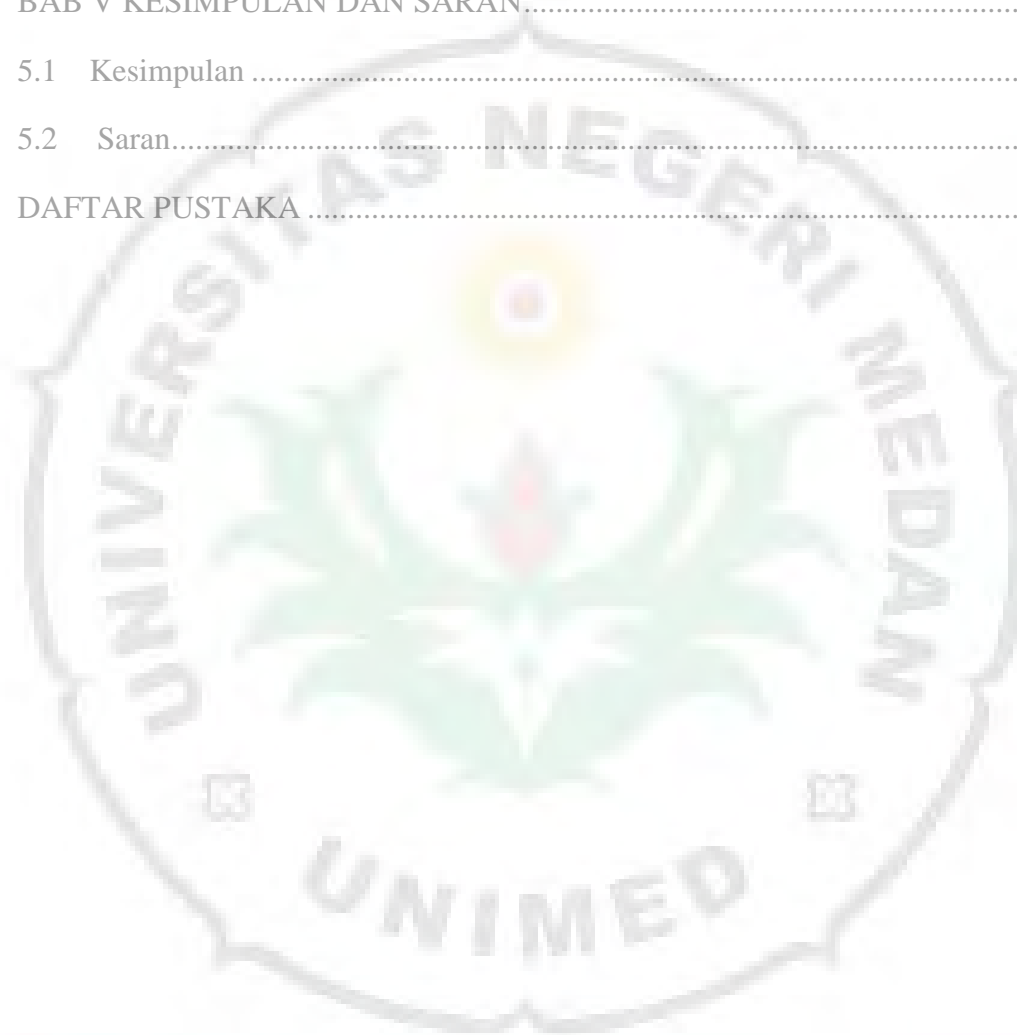 BAB V KESIMPULAN DAN SARAN..........................................................................
5.1 Kesimpulan ..........................................................................................................
5.2 Saran....................................................................................................................
DAFTAR PUSTAKA ...................................................................................................
UNIVERSITAS NEGERI MEDAN
UNIMED